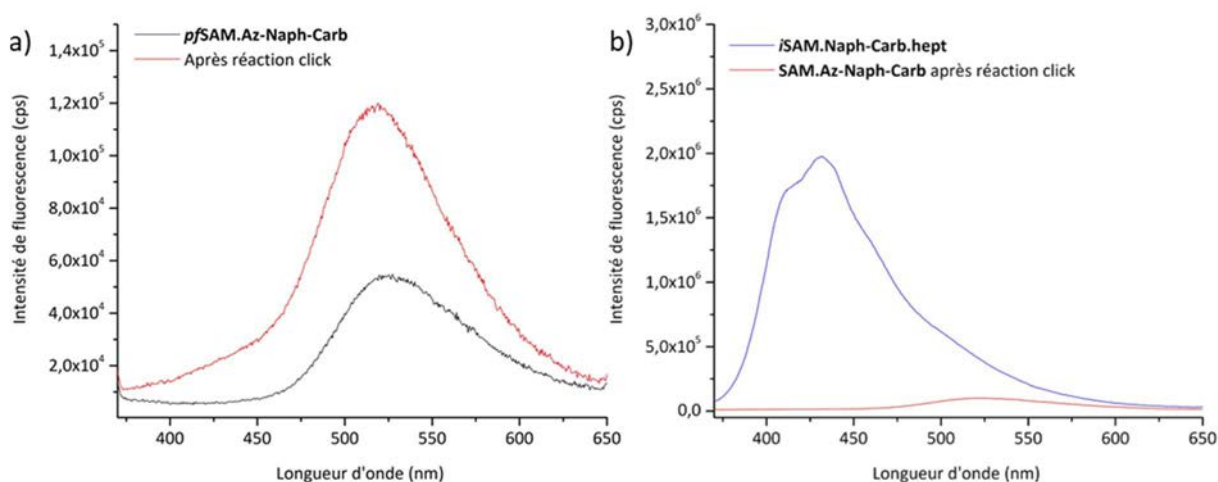 a)
pfSAM.Az-Naph-Carb
Après réaction click
1,4x10⁵
1,2x10⁵
1,0x10⁵
8,0x10⁴
6,0x10⁴
4,0x10⁴
2,0x10⁴
Intensité de fluorescence (cps)
400 450 500 550 600 650
Longueur d'onde (nm)
b)
iSAM.Naph-Carb.hept
SAM.Az-Naph-Carb après réaction click
3,0x10⁶
2,5x10⁶
2,0x10⁶
1,5x10⁶
1,0x10⁶
5,0x10⁵
0,0
Intensité de fluorescence (cps)
400 450 500 550 600 650
Longueur d'onde (nm)